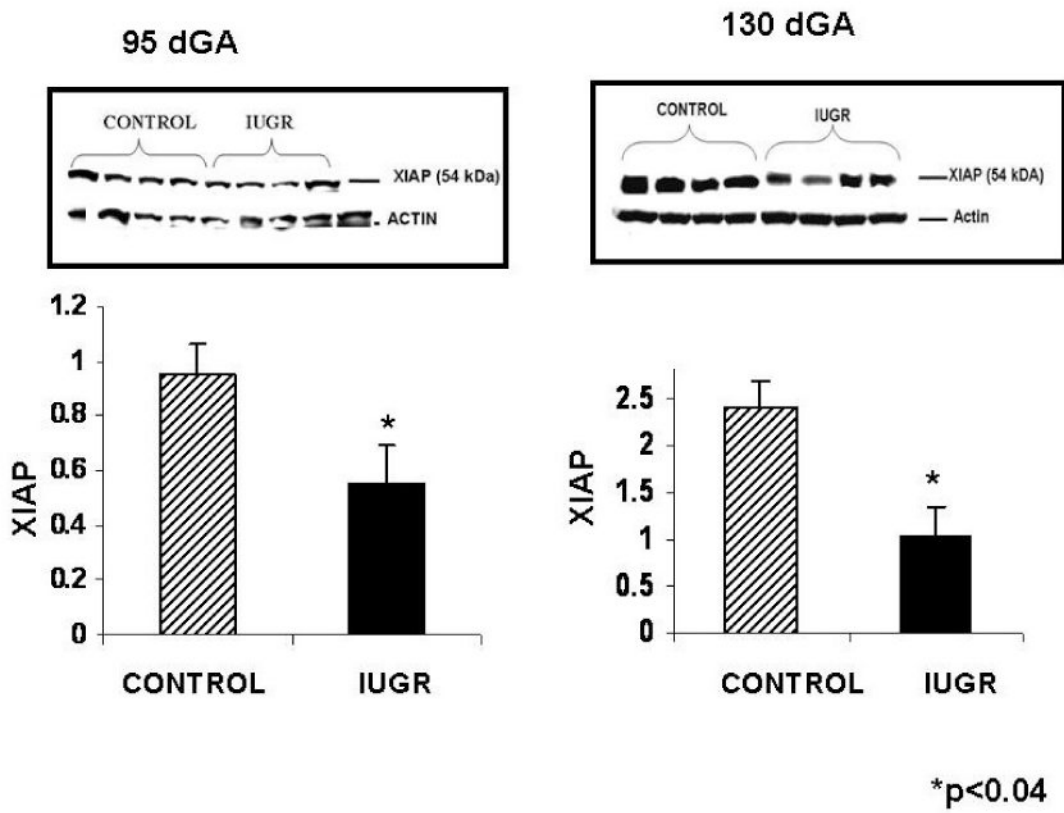 95 dGA
CONTROL IUGR
XIAP (54 kDa)
ACTIN
1.2
1
0.8
0.6
0.4
0.2
0
XIAP
*
CONTROL IUGR
130 dGA
CONTROL IUGR
XIAP (54 kDA)
Actin
2.5
2
1.5
1
0.5
0
XIAP
*
CONTROL IUGR
*p<0.04